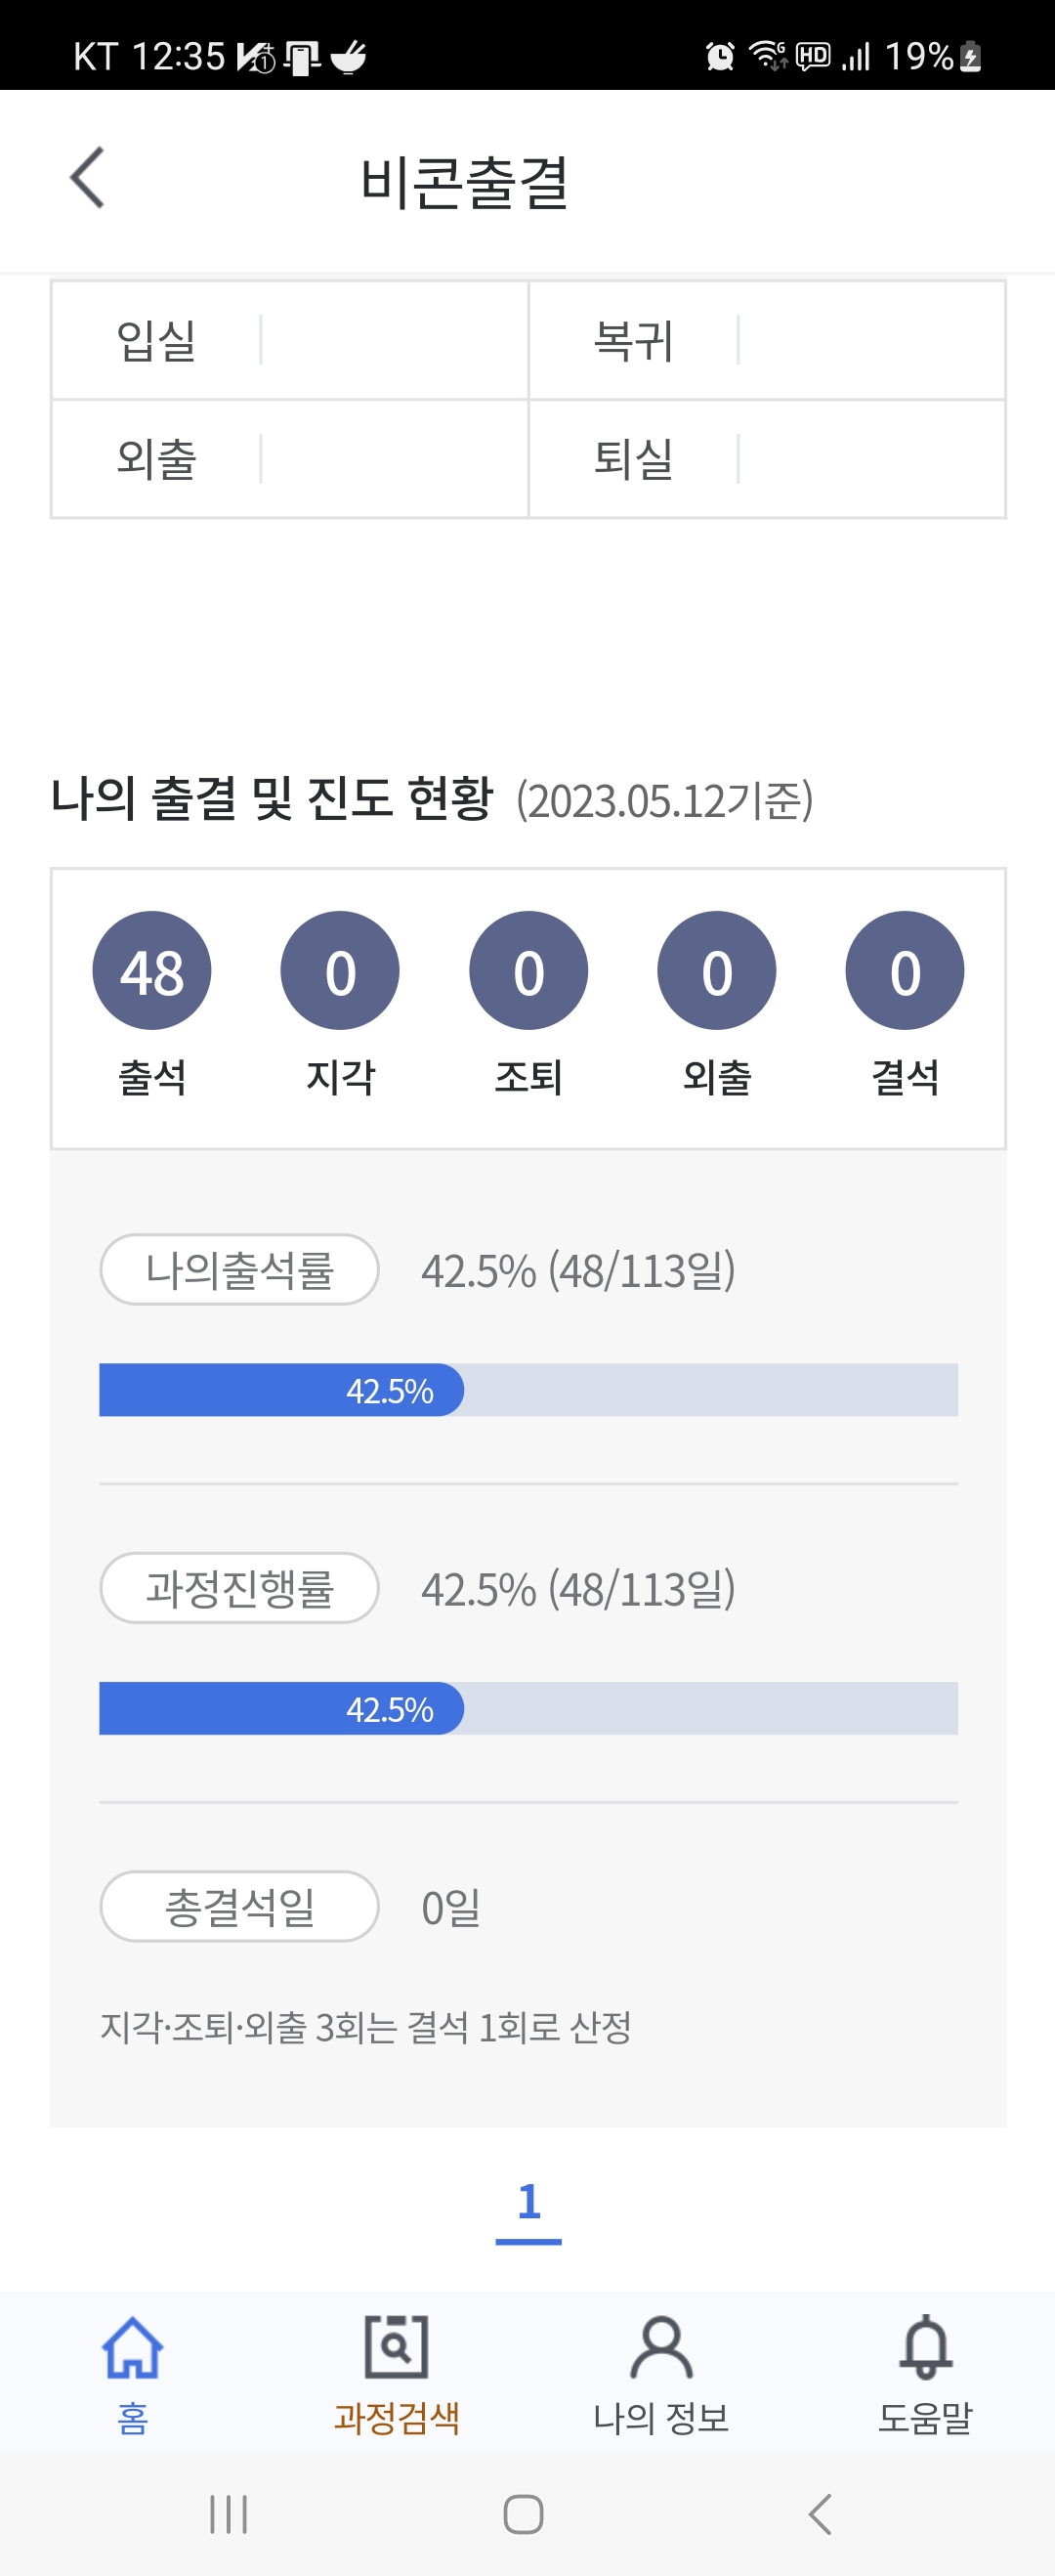 KT 12:35 19%
비콘출결
입실 복귀
외출 퇴실
나의 출결 및 진도 현황 (2023.05.12기준)
48 0 0 0 0
출석 지각 조퇴 외출 결석
나의출석률 42.5% (48/113일)
42.5%
과정진행률 42.5% (48/113일)
42.5%
총결석일 0일
지각·조퇴·외출 3회는 결석 1회로 산정
1
홈 과정검색 나의 정보 도움말